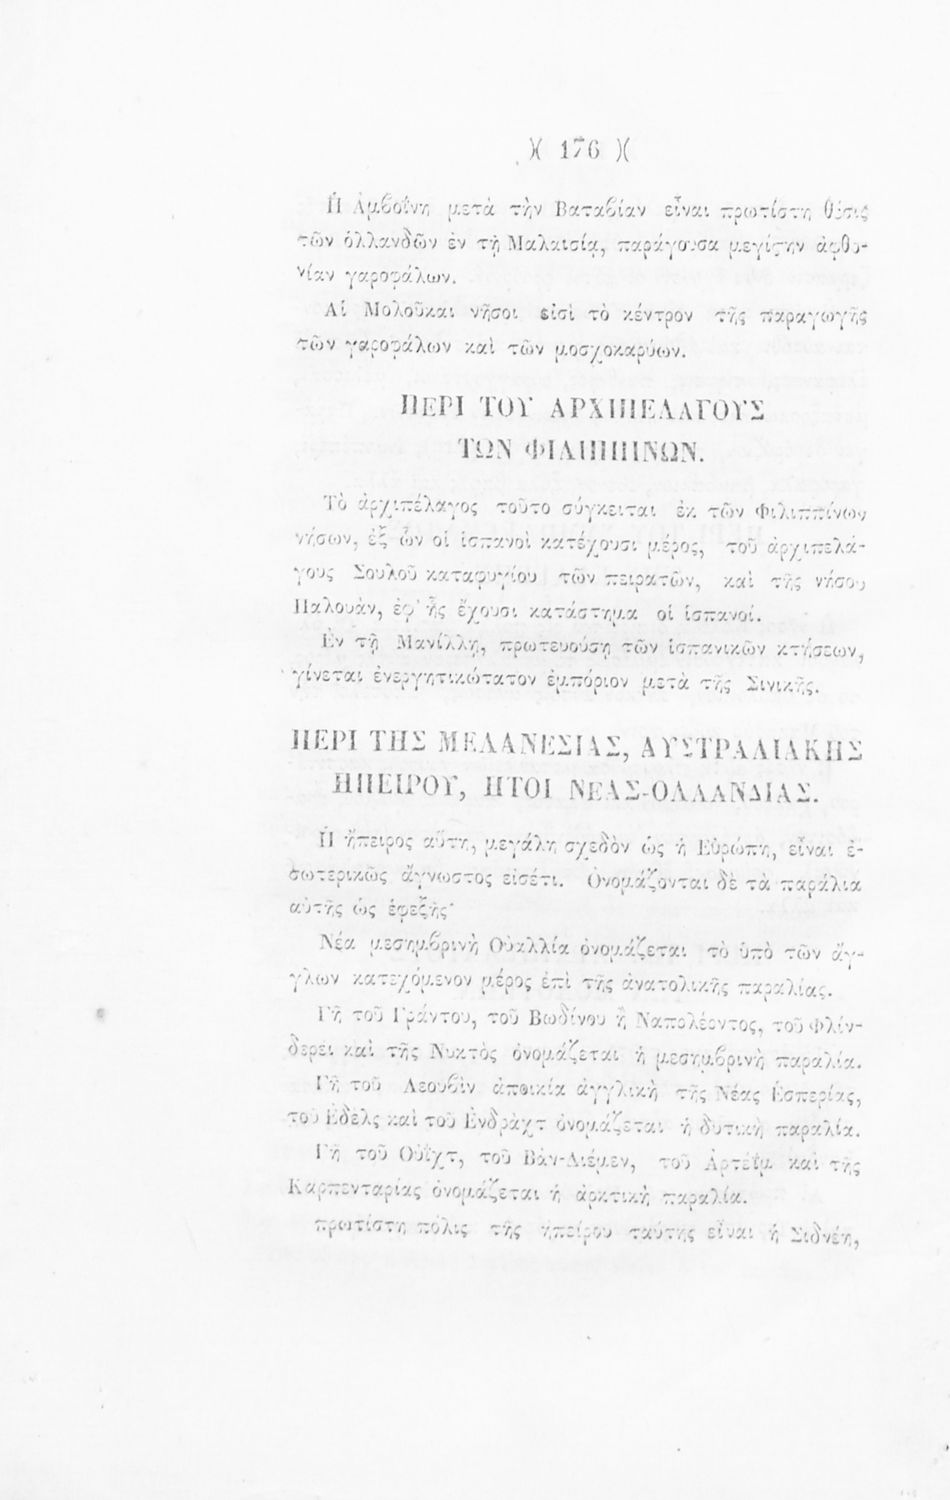 )( 176 )(
Ἡ Ἀμβοΐνη μετὰ τὴν Βαταβίαν εἶναι πρωτίστη θέσις
τῶν ὁλλανδῶν ἐν τῇ Μαλαισίᾳ, παράγουσα μεγίστην ἀφθο-
νίαν γαροφάλων.
Αἱ Μολοῦκαι νῆσοι εἰσὶ τὸ κέντρον τῆς παραγωγῆς
τῶν γαροφάλων καὶ τῶν μοσχοκαρύων.
ΠΕΡΙ ΤΟΥ ΑΡΧΙΠΕΛΑΓΟΥΣ
ΤΩΝ ΦΙΛΙΠΠΙΝΩΝ.
Τὸ ἀρχιπέλαγος τοῦτο σύγκειται ἐκ τῶν Φιλιππίνων
νήσων, ἐξ ὧν οἱ ἱσπανοὶ κατέχουσι μέρος, τοῦ ἀρχιπελά-
γους Σουλοῦ καταφυγίου τῶν πειρατῶν, καὶ τῆς νήσου
Παλουὰν, ἐφ' ἧς ἔχουσι κατάστημα οἱ ἱσπανοί.
Ἐν τῇ Μανίλλῃ, πρωτευούσῃ τῶν ἱσπανικῶν κτήσεων,
γίνεται ἐνεργητικώτατον ἐμπόριον μετὰ τῆς Σινικῆς.
ΠΕΡΙ ΤΗΣ ΜΕΛΑΝΕΣΙΑΣ, ΑΥΣΤΡΑΛΙΑΚΗΣ
ΗΠΕΙΡΟΥ, ΗΤΟΙ ΝΕΑΣ-ΟΛΛΑΝΔΙΑΣ.
Ἡ ἤπειρος αὕτη, μεγάλη σχεδὸν ὡς ἡ Εὐρώπη, εἶναι ἐ-
σωτερικῶς ἄγνωστος εἰσέτι. Ὀνομάζονται δὲ τὰ παράλια
αὐτῆς ὡς ἐφεξῆς·
Νέα μεσημβρινὴ Οὐαλλία ὀνομάζεται τὸ ὑπὸ τῶν ἄγ-
γλων κατεχόμενον μέρος ἐπὶ τῆς ἀνατολικῆς παραλίας.
Γῆ τοῦ Γράντου, τοῦ Βωδίνου ἢ Ναπολέοντος, τοῦ Φλίν-
δερει καὶ τῆς Νυκτὸς ὀνομάζεται ἡ μεσημβρινὴ παραλία.
Γῆ τοῦ Λεουβὶν ἀποικία ἀγγλικὴ τῆς Νέας Ἑσπερίας,
τοῦ Ἔδελς καὶ τοῦ Ἐνδράχτ ὀνομάζεται ἡ δυτικὴ παραλία.
Γῆ τοῦ Οὐΐχτ, τοῦ Βὰν-Διέμεν, τοῦ Ἀρτέϊμ καὶ τῆς
Καρπενταρίας ὀνομάζεται ἡ ἀρκτικὴ παραλία.
πρωτίστη πόλις τῆς ἠπείρου ταύτης εἶναι ἡ Σιδνέη,